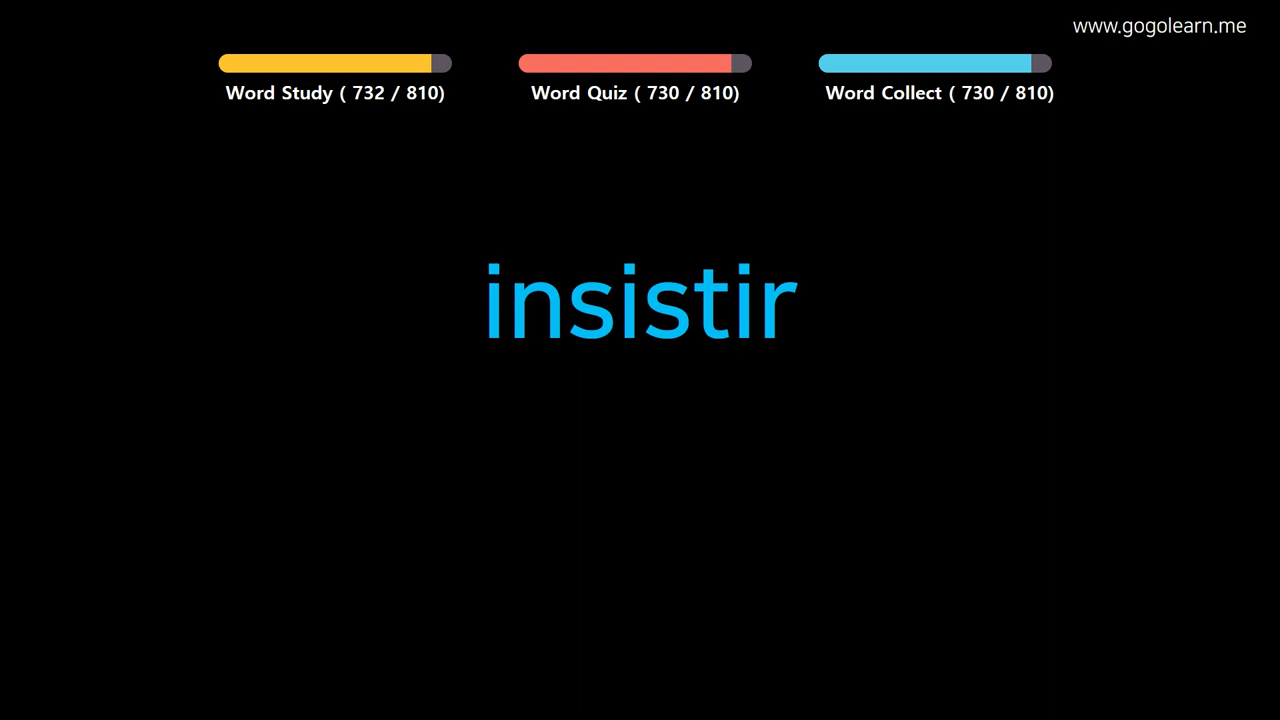 www.gogolearn.me
Word Study ( 732 / 810)
Word Quiz ( 730 / 810)
Word Collect ( 730 / 810)
insistir